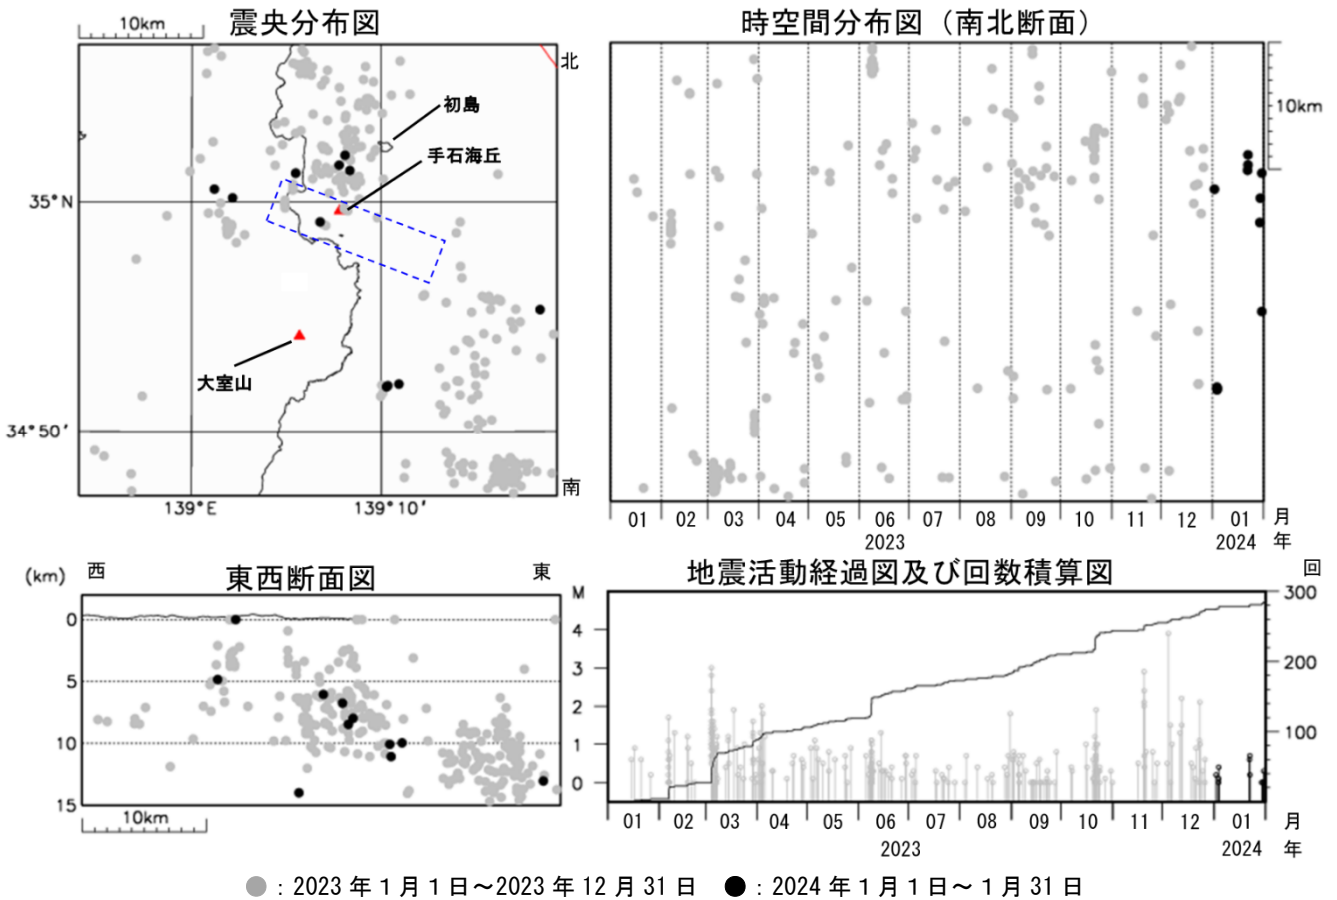 震央分布図
10km
北
初島
手石海丘
35°N
大室山
34°50′
南
139°E
139°10′
時空間分布図（南北断面）
10km
01 02 03 04 05 06 07 08 09 10 11 12 01 月
2023 2024 年
東西断面図
(km) 西 東
0
5
10
15
10km
地震活動経過図及び回数積算図
M 回
4
3
2
1
0
300
200
100
01 02 03 04 05 06 07 08 09 10 11 12 01 月
2023 2024 年
●：2023年1月1日～2023年12月31日 ●：2024年1月1日～1月31日